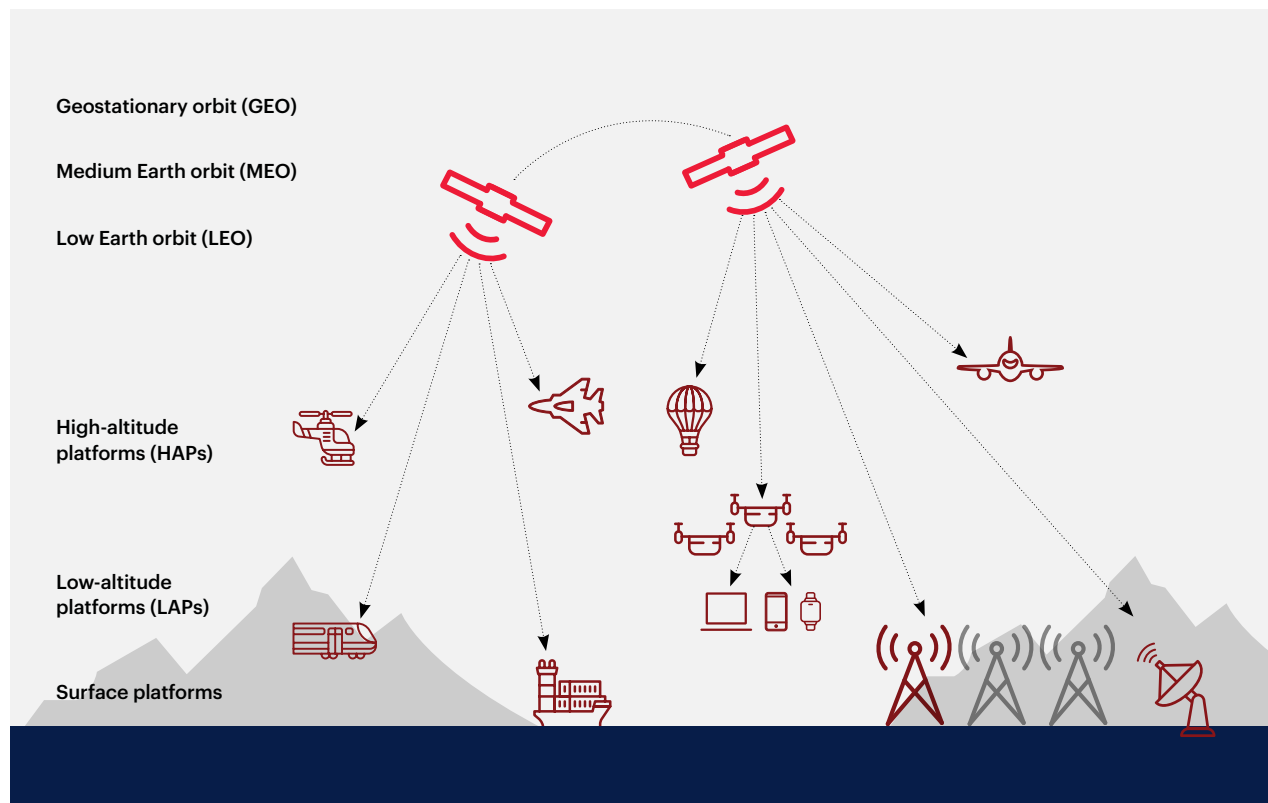 Geostationary orbit (GEO)
Medium Earth orbit (MEO)
Low Earth orbit (LEO)
High-altitude
platforms (HAPs)
Low-altitude
platforms (LAPs)
Surface platforms